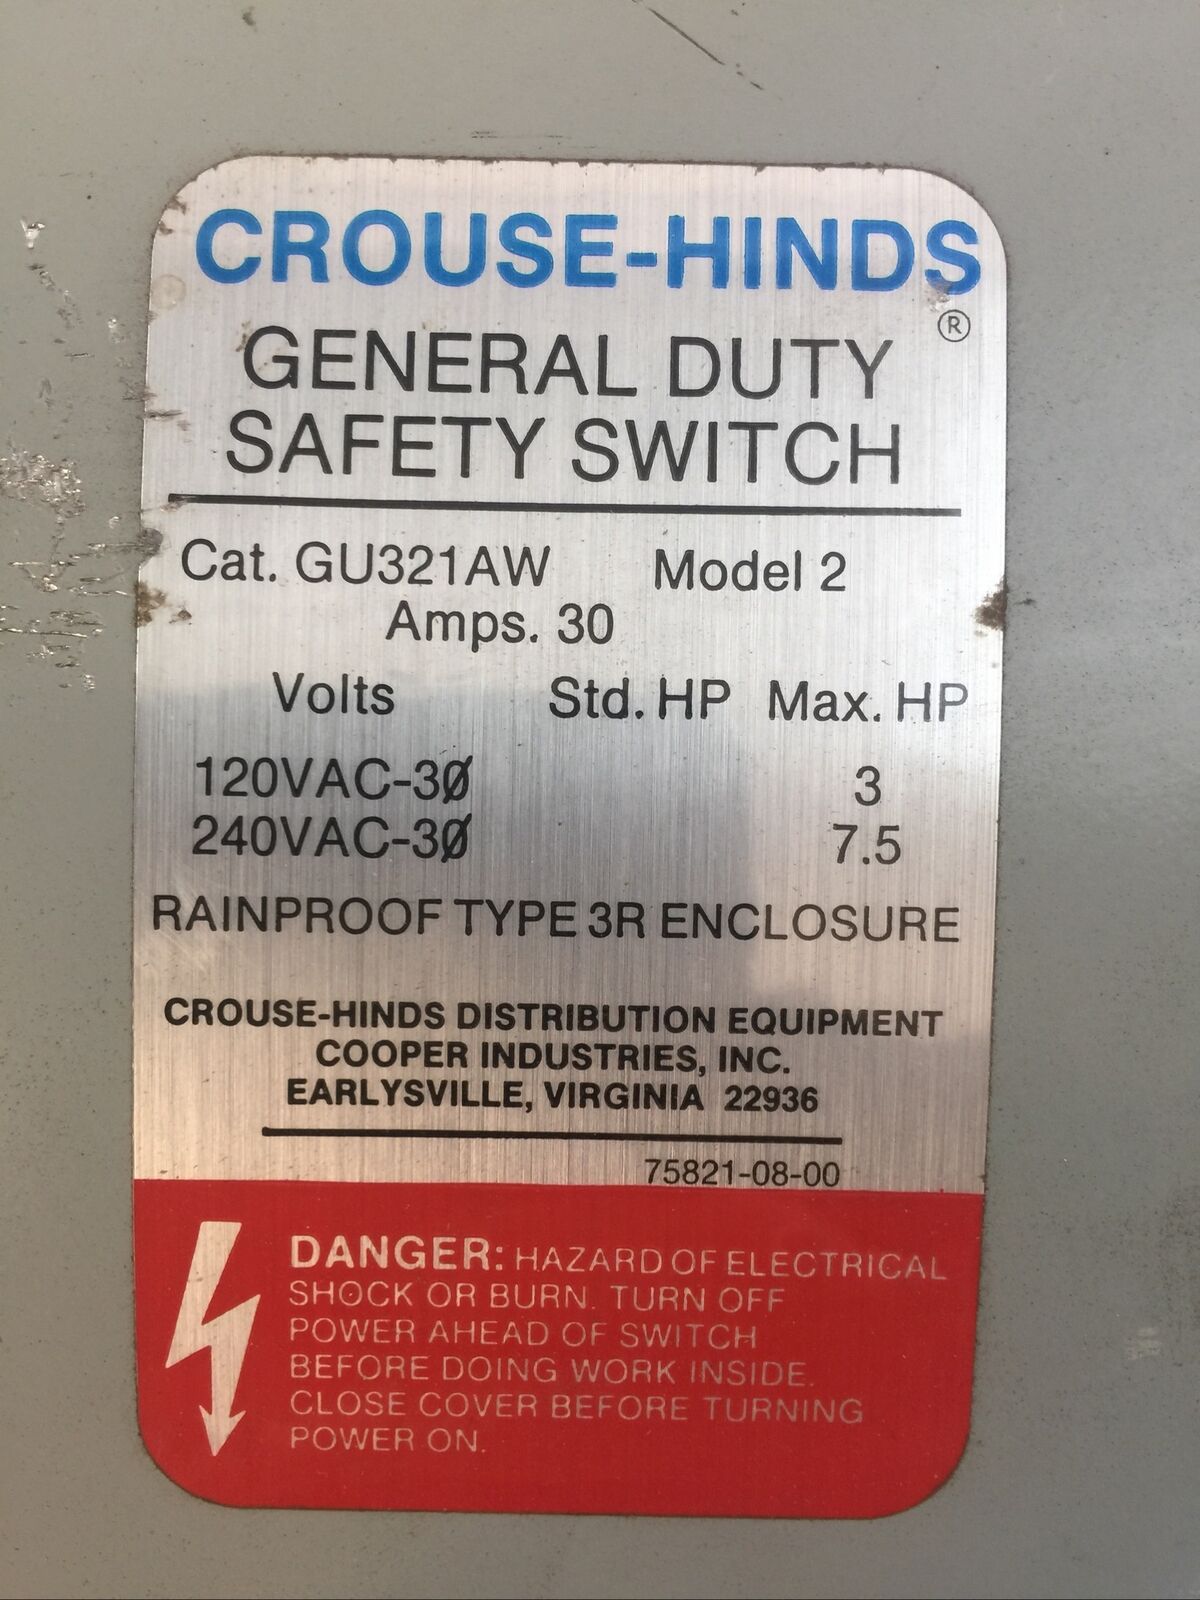 CROUSE-HINDS
®
GENERAL DUTY
SAFETY SWITCH
Cat. GU321AW Model 2
Amps. 30
Volts Std. HP Max. HP
120VAC-3Ø 3
240VAC-3Ø 7.5
RAINPROOF TYPE 3R ENCLOSURE
CROUSE-HINDS DISTRIBUTION EQUIPMENT
COOPER INDUSTRIES, INC.
EARLYSVILLE, VIRGINIA 22936
75821-08-00
DANGER: HAZARD OF ELECTRICAL
SHOCK OR BURN. TURN OFF
POWER AHEAD OF SWITCH
BEFORE DOING WORK INSIDE.
CLOSE COVER BEFORE TURNING
POWER ON.